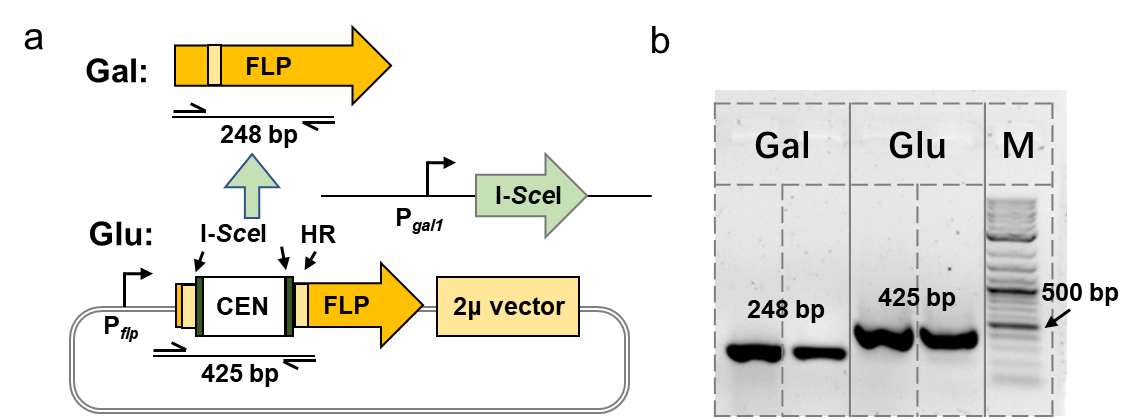 a
Gal:
FLP
248 bp
I-SceI
Pgal1
Glu:
I-SceI
HR
Pflp
CEN
FLP
2μ vector
425 bp
b
Gal
Glu
M
248 bp
425 bp
500 bp